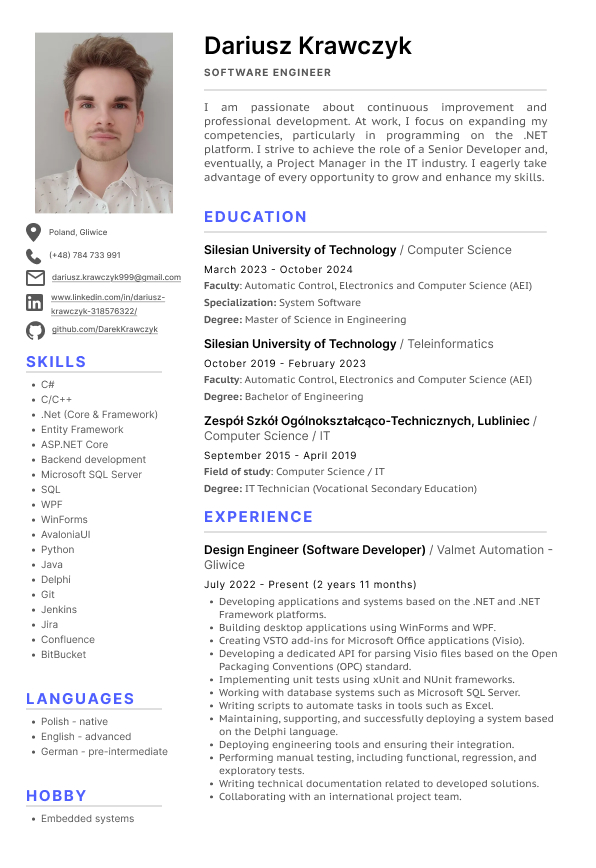 Dariusz Krawczyk
SOFTWARE ENGINEER
I am passionate about continuous improvement and
professional development. At work, I focus on expanding my
competencies, particularly in programming on the .NET
platform. I strive to achieve the role of a Senior Developer and,
eventually, a Project Manager in the IT industry. I eagerly take
advantage of every opportunity to grow and enhance my skills.
Poland, Gliwice
(+48) 784 733 991
dariusz.krawczyk999@gmail.com
www.linkedin.com/in/dariusz-
krawczyk-318576322/
github.com/DarekKrawczyk
SKILLS
• C#
• C/C++
• .Net (Core & Framework)
• Entity Framework
• ASP.NET Core
• Backend development
• Microsoft SQL Server
• SQL
• WPF
• WinForms
• AvaloniaUI
• Python
• Java
• Delphi
• Git
• Jenkins
• Jira
• Confluence
• BitBucket
LANGUAGES
• Polish - native
• English - advanced
• German - pre-intermediate
HOBBY
• Embedded systems
EDUCATION
Silesian University of Technology / Computer Science
March 2023 - October 2024
Faculty: Automatic Control, Electronics and Computer Science (AEI)
Specialization: System Software
Degree: Master of Science in Engineering
Silesian University of Technology / Teleinformatics
October 2019 - February 2023
Faculty: Automatic Control, Electronics and Computer Science (AEI)
Degree: Bachelor of Engineering
Zespół Szkół Ogólnokształcąco-Technicznych, Lubliniec /
Computer Science / IT
September 2015 - April 2019
Field of study: Computer Science / IT
Degree: IT Technician (Vocational Secondary Education)
EXPERIENCE
Design Engineer (Software Developer) / Valmet Automation -
Gliwice
July 2022 - Present (2 years 11 months)
• Developing applications and systems based on the .NET and .NET
Framework platforms.
• Building desktop applications using WinForms and WPF.
• Creating VSTO add-ins for Microsoft Office applications (Visio).
• Developing a dedicated API for parsing Visio files based on the Open
Packaging Conventions (OPC) standard.
• Implementing unit tests using xUnit and NUnit frameworks.
• Working with database systems such as Microsoft SQL Server.
• Writing scripts to automate tasks in tools such as Excel.
• Maintaining, supporting, and successfully deploying a system based
on the Delphi language.
• Deploying engineering tools and ensuring their integration.
• Performing manual testing, including functional, regression, and
exploratory tests.
• Writing technical documentation related to developed solutions.
• Collaborating with an international project team.